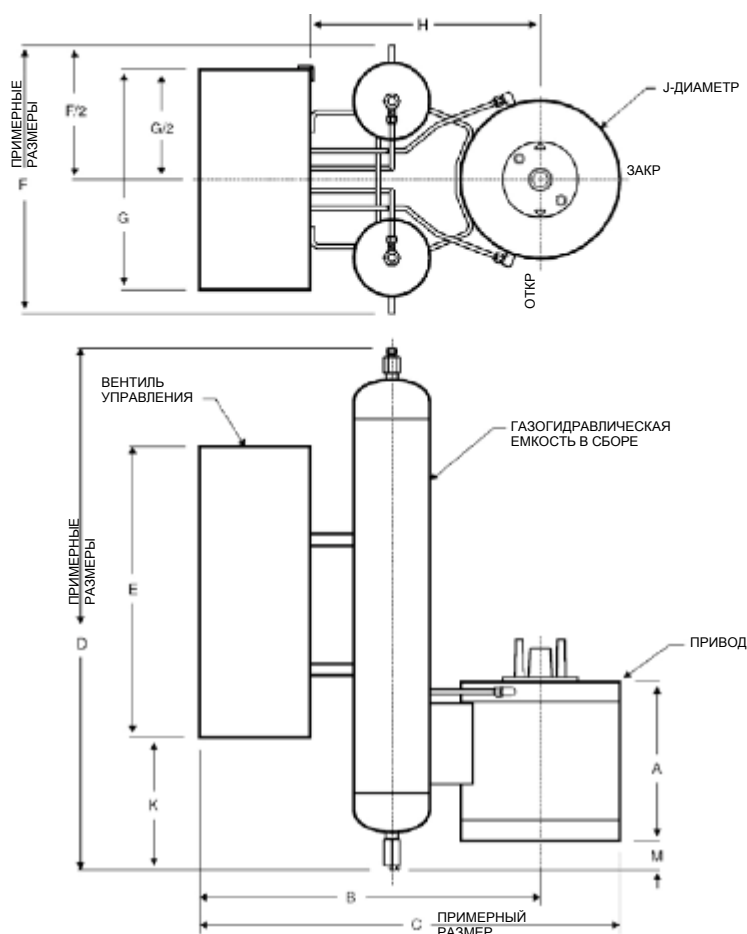 H
ПРИМЕРНЫЕ
РАЗМЕРЫ
F/2
G/2
F
G
J-ДИАМЕТР
ЗАКР
ОТКР
ВЕНТИЛЬ
УПРАВЛЕНИЯ
ГАЗОГИДРАВЛИЧЕСКАЯ
ЕМКОСТЬ В СБОРЕ
ПРИМЕРНЫЕ
РАЗМЕРЫ
E
D
ПРИВОД
A
K
M
B
C
ПРИМЕРНЫЙ
РАЗМЕР